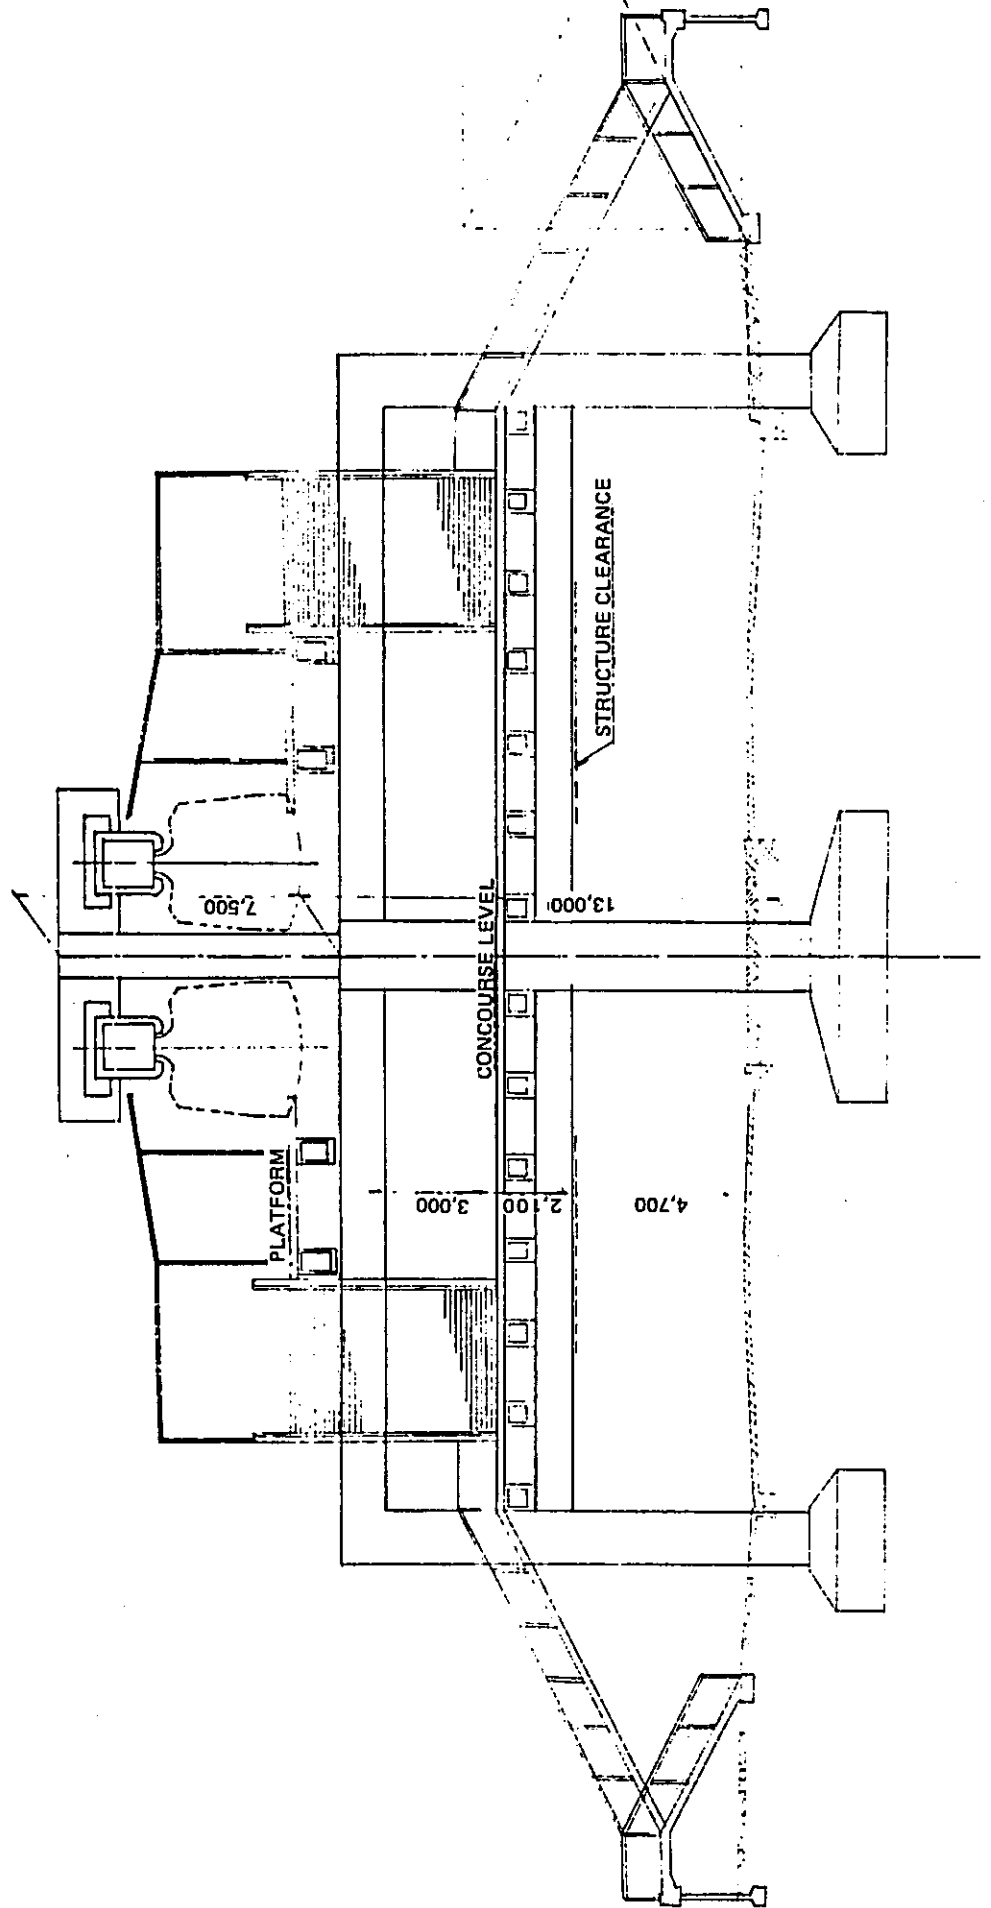 PLATFORM
CONCOURSE LEVEL
STRUCTURE CLEARANCE
7,500
13,000
3,000
2,100
4,700